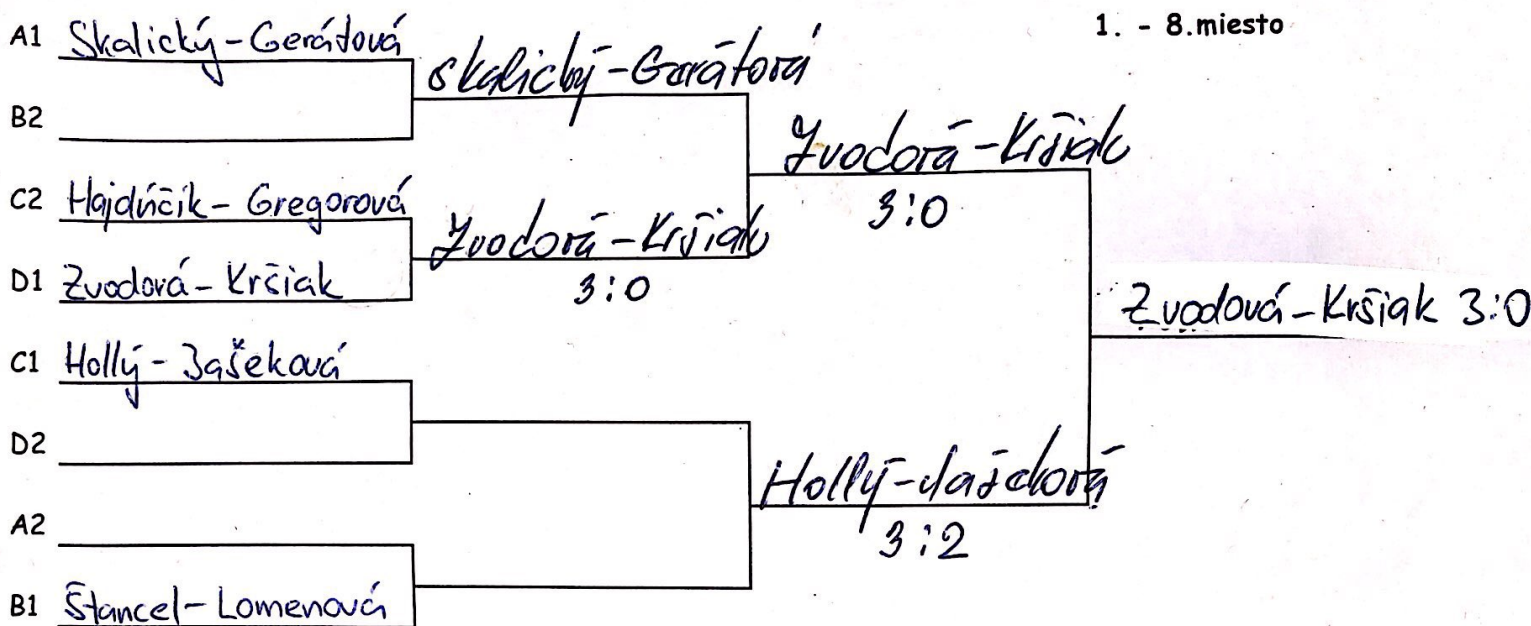 1. - 8.miesto
A1 Skalický-Gerátová
skalický-Gerátová
B2
Zvodová-Kršiak
3:0
C2 Hajdúčik-Gregorová
Zvodová-Kršiak
3:0
D1 Zvodová-Kršiak
Zvodová-Kršiak 3:0
C1 Hollý-Jašeková
D2
Hollý-Jašeková
3:2
A2
B1 Štancel-Lomenová